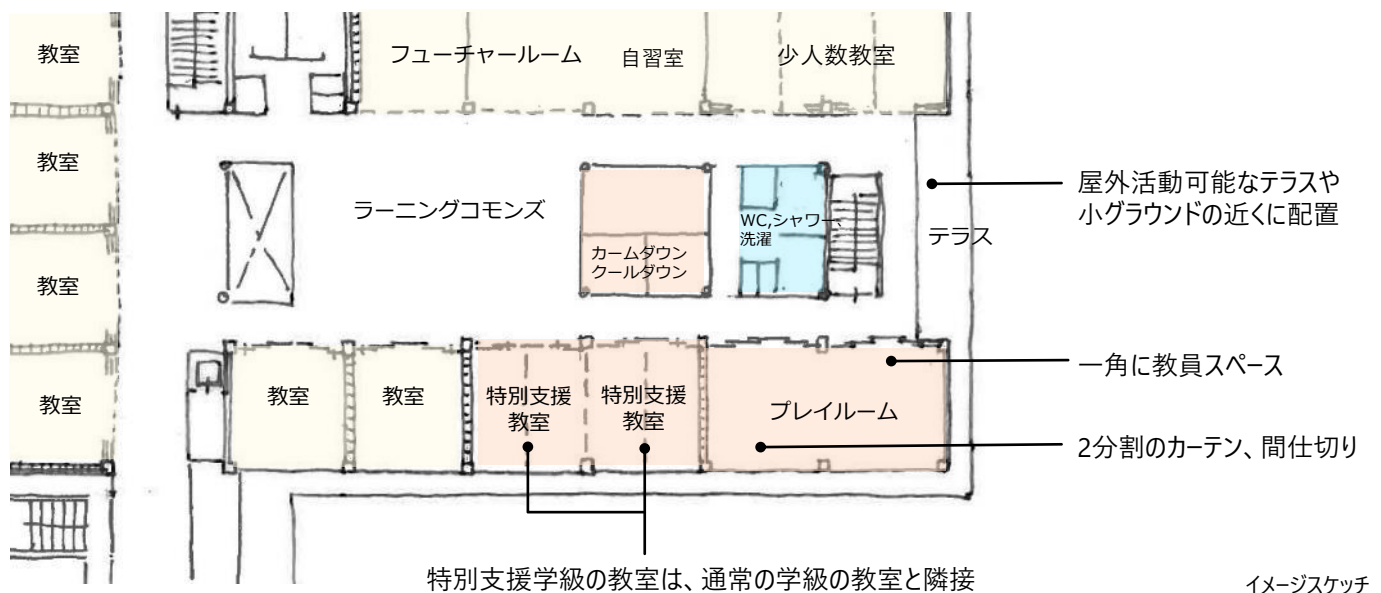 教室
フューチャールーム
自習室
少人数教室
教室
ラーニングコモンズ
カームダウン
クールダウン
WC,シャワー、
洗濯
テラス
屋外活動可能なテラスや
小グラウンドの近くに配置
教室
教室
教室
教室
特別支援
教室
特別支援
教室
プレイルーム
一角に教員スペース
2分割のカーテン、間仕切り
特別支援学級の教室は、通常の学級の教室と隣接
イメージスケッチ